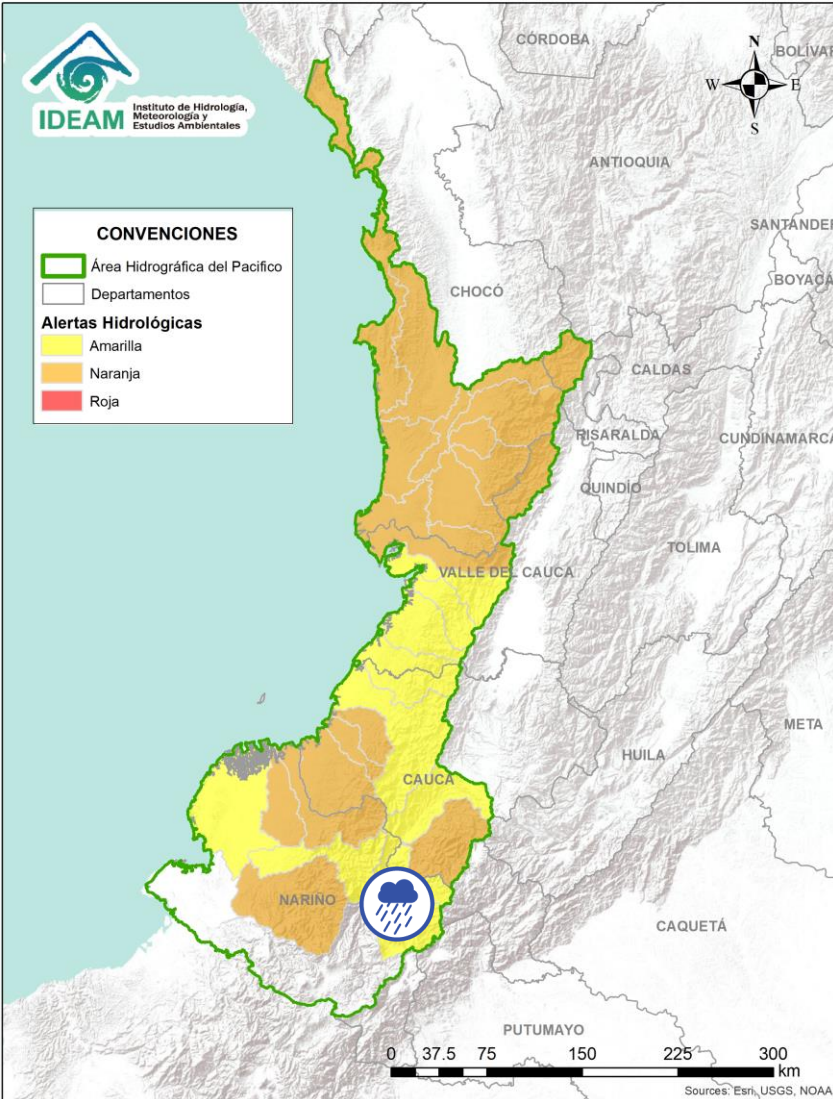 IDEAM
Instituto de Hidrología,
Meteorología y
Estudios Ambientales
N
W
E
S
CONVENCIONES
Área Hidrográfica del Pacifico
Departamentos
Alertas Hidrológicas
Amarilla
Naranja
Roja
CÓRDOBA
BOLÍVAR
ANTIOQUIA
SANTANDER
BOYACÁ
CHOCÓ
CALDAS
RISARALDA
CUNDINAMARCA
QUINDÍO
TOLIMA
VALLE DEL CAUCA
META
HUILA
CAUCA
NARIÑO
CAQUETÁ
PUTUMAYO
0 37.5 75 150 225 300
km
Sources: Esri, USGS, NOAA